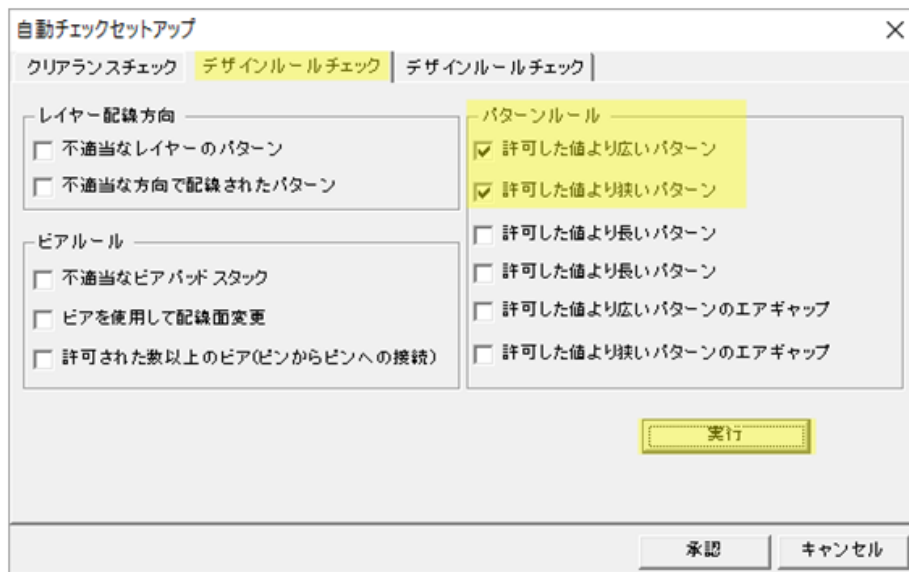 自動チェックセットアップ
クリアランスチェック デザインルールチェック デザインルールチェック
レイヤー配線方向
不適当なレイヤーのパターン
不適当な方向で配線されたパターン
ビアルール
不適当なビアパッドスタック
ビアを使用して配線面変更
許可された数以上のビア(ピンからピンへの接続)
パターンルール
許可した値より広いパターン
許可した値より狭いパターン
許可した値より長いパターン
許可した値より長いパターン
許可した値より広いパターンのエアギャップ
許可した値より狭いパターンのエアギャップ
実行
承認 キャンセル